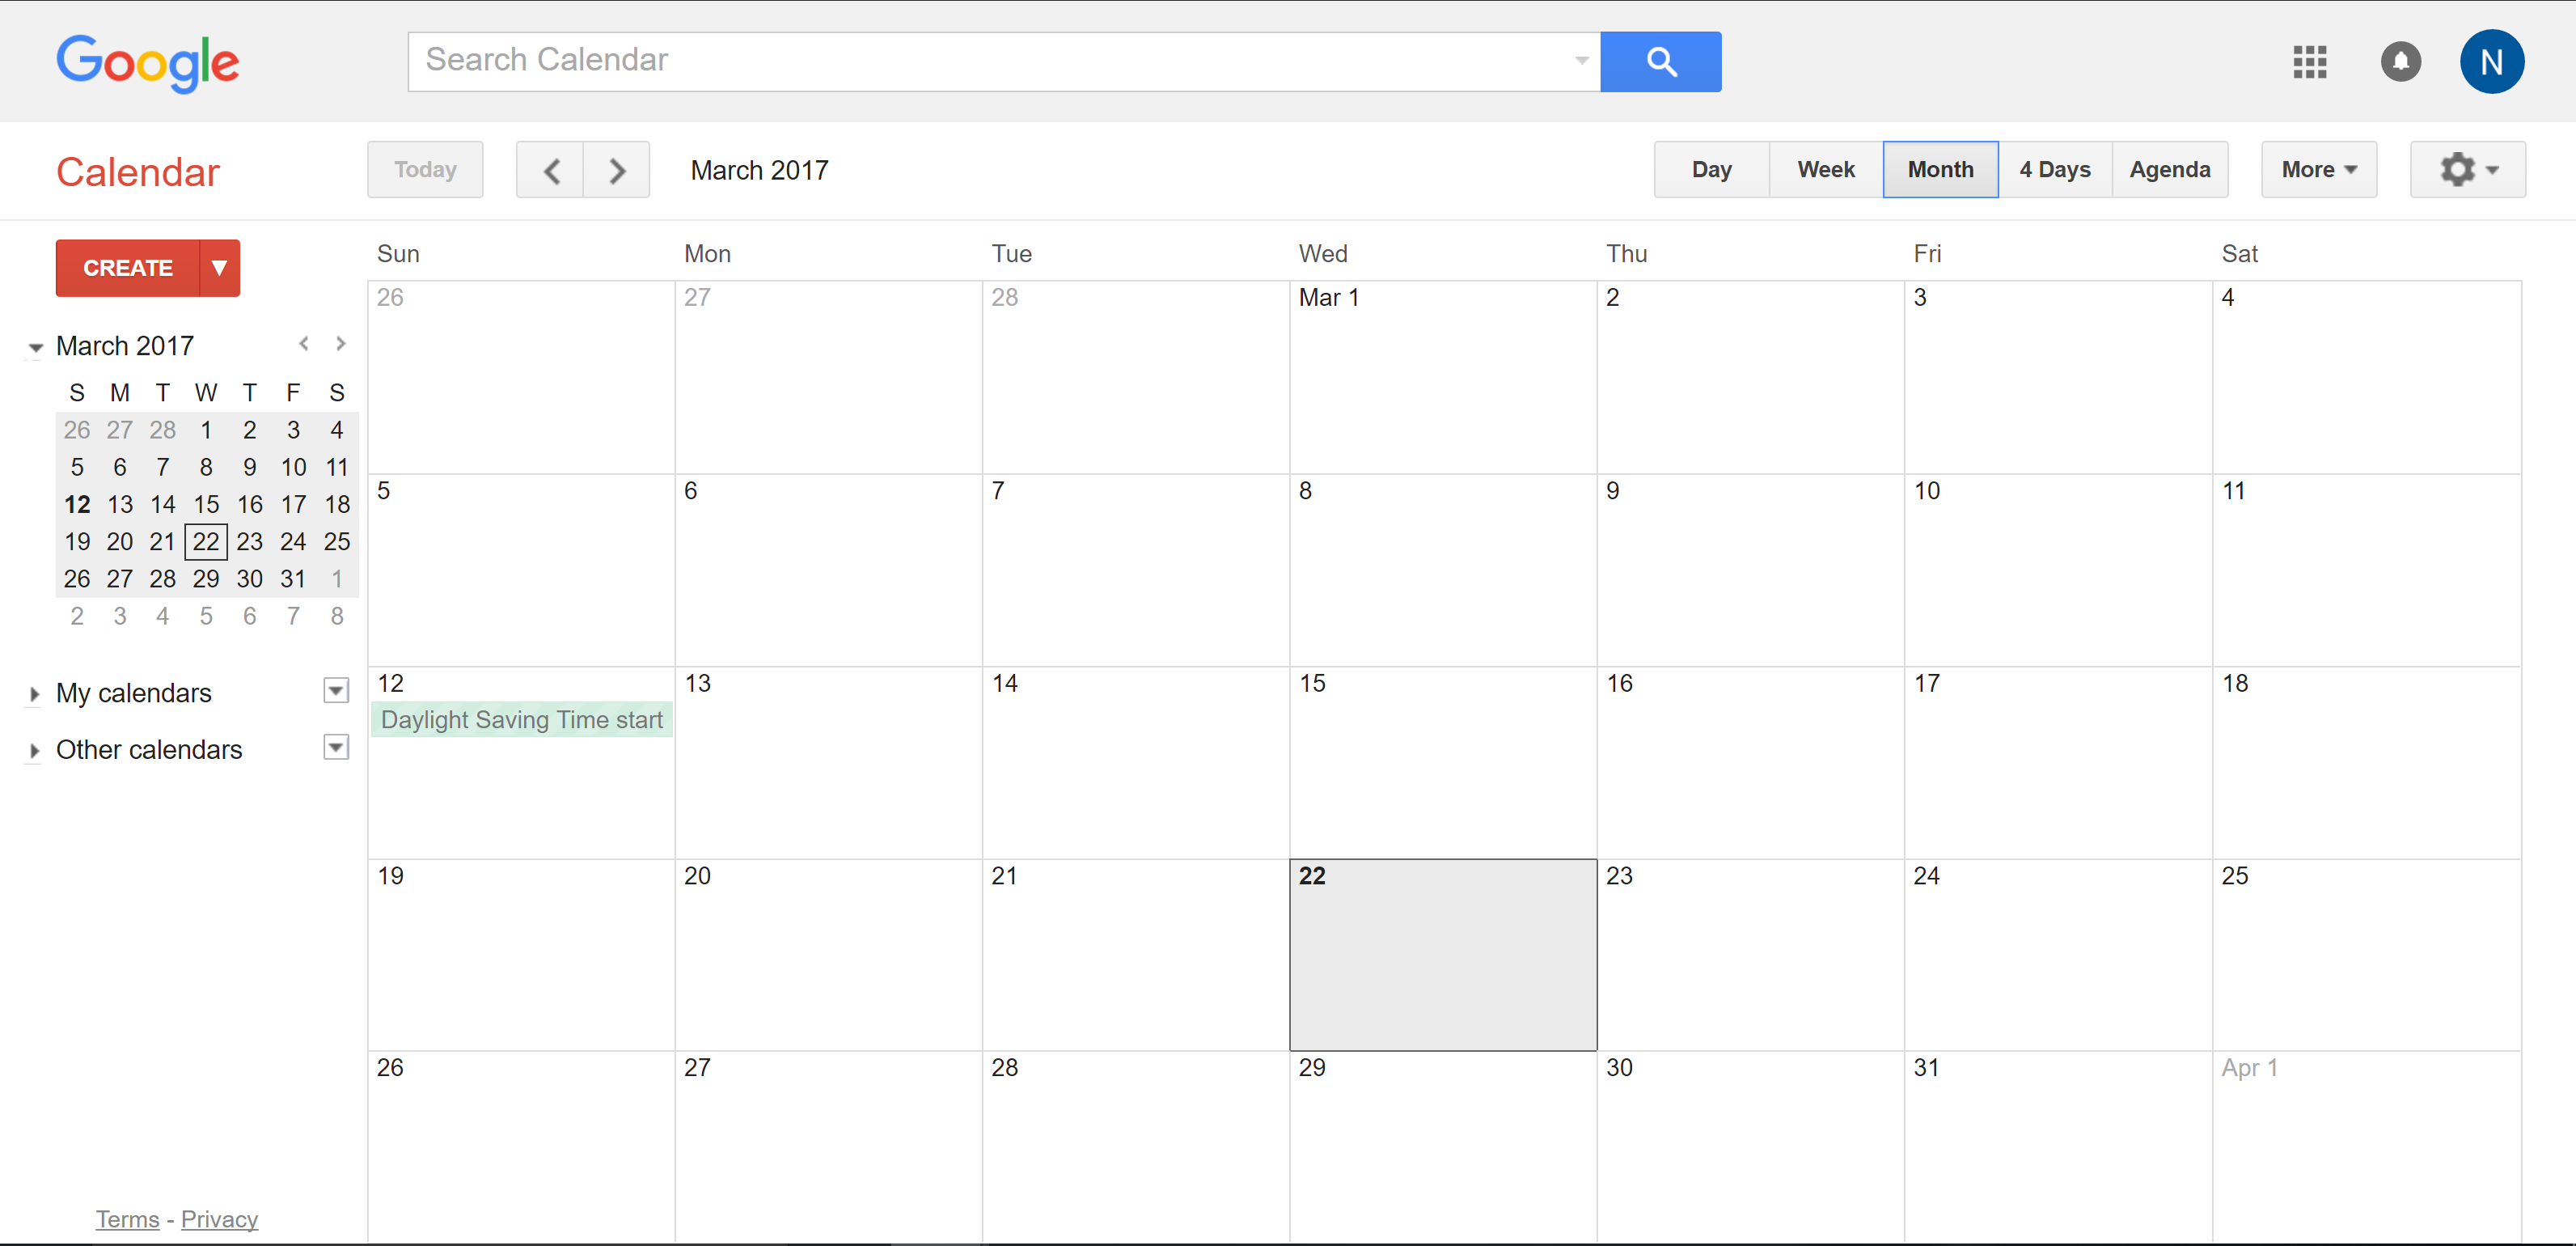 Google
Search Calendar
N
Calendar
Today
March 2017
Day Week Month 4 Days Agenda
More
CREATE
March 2017
S M T W T F S
26 27 28 1 2 3 4
5 6 7 8 9 10 11
12 13 14 15 16 17 18
19 20 21 22 23 24 25
26 27 28 29 30 31 1
2 3 4 5 6 7 8
My calendars
Other calendars
Terms - Privacy
Sun Mon Tue Wed Thu Fri Sat
26 27 28 Mar 1 2 3 4
5 6 7 8 9 10 11
12 13 14 15 16 17 18
Daylight Saving Time start
19 20 21 22 23 24 25
26 27 28 29 30 31 Apr 1